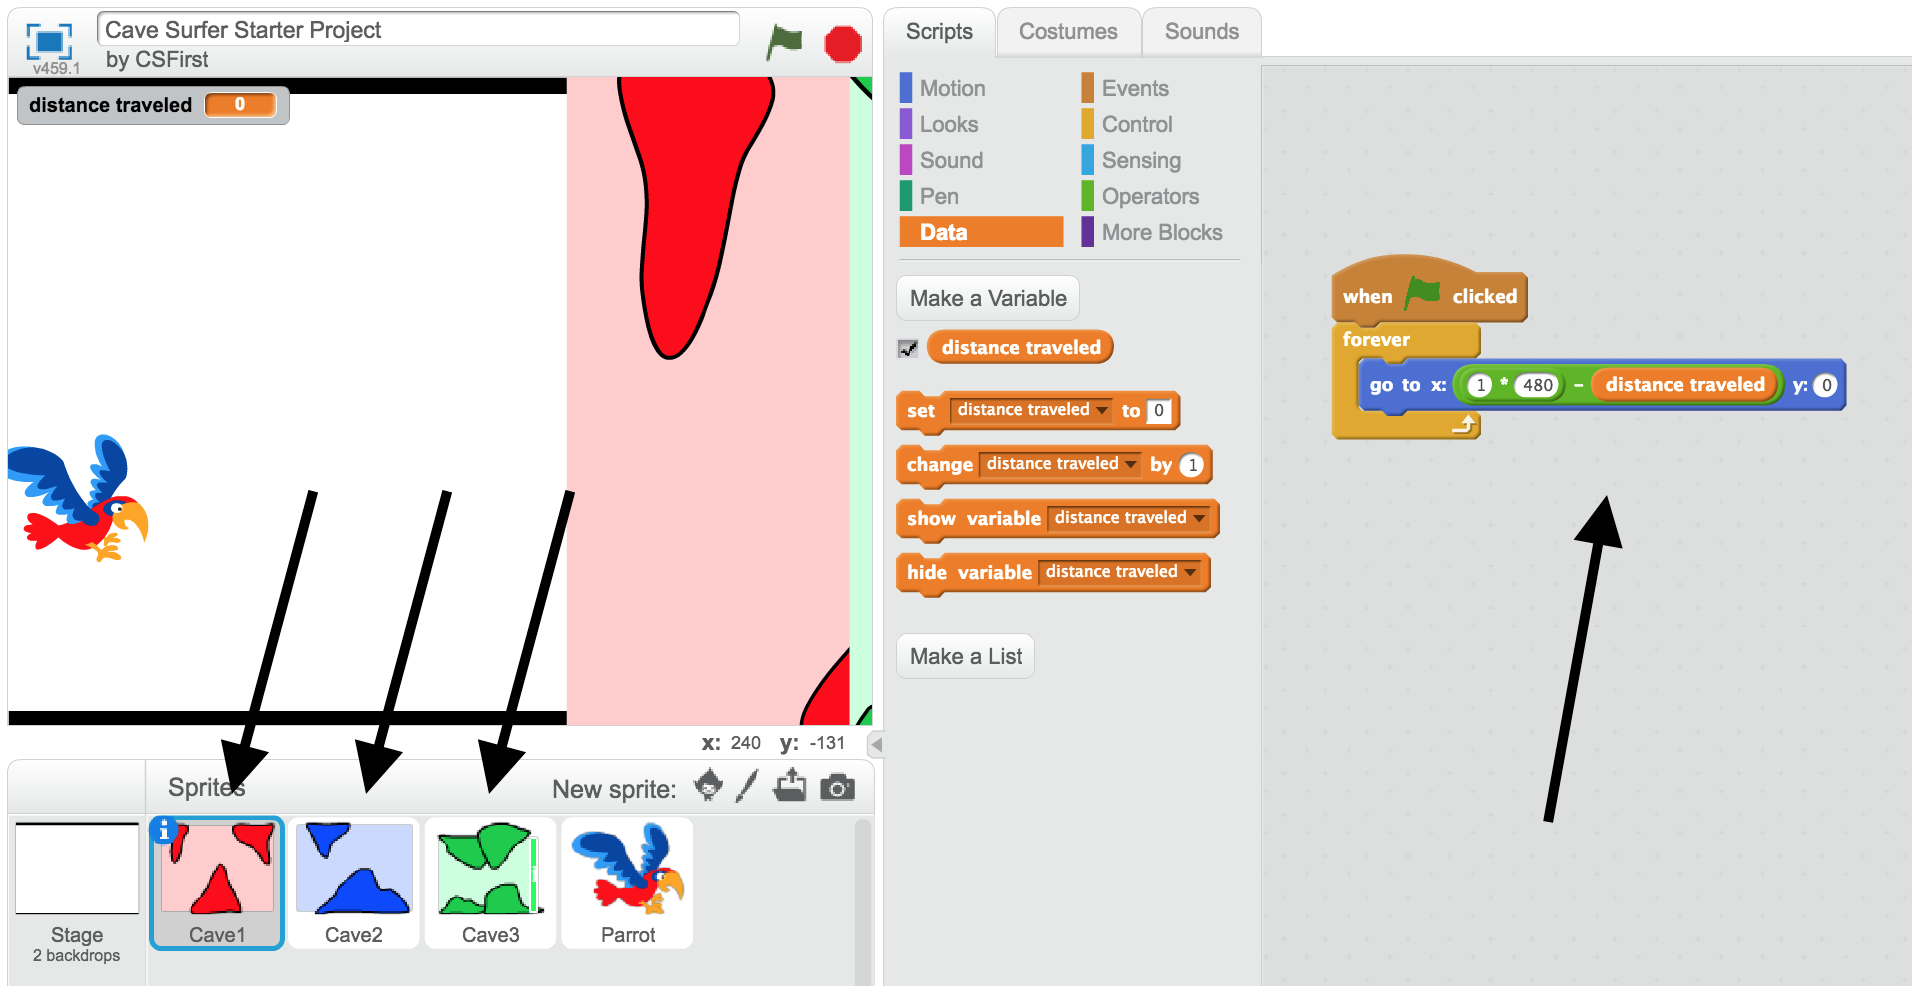 Cave Surfer Starter Project
v459.1
by CSFirst
distance traveled 0
x: 240 y: -131
Sprites
New sprite:
Stage
2 backdrops
Cave1
Cave2
Cave3
Parrot
Scripts
Costumes
Sounds
Motion
Looks
Sound
Pen
Data
Events
Control
Sensing
Operators
More Blocks
Make a Variable
distance traveled
set distance traveled to 0
change distance traveled by 1
show variable distance traveled
hide variable distance traveled
Make a List
when clicked
forever
go to x: 1 * 480 - distance traveled y: 0